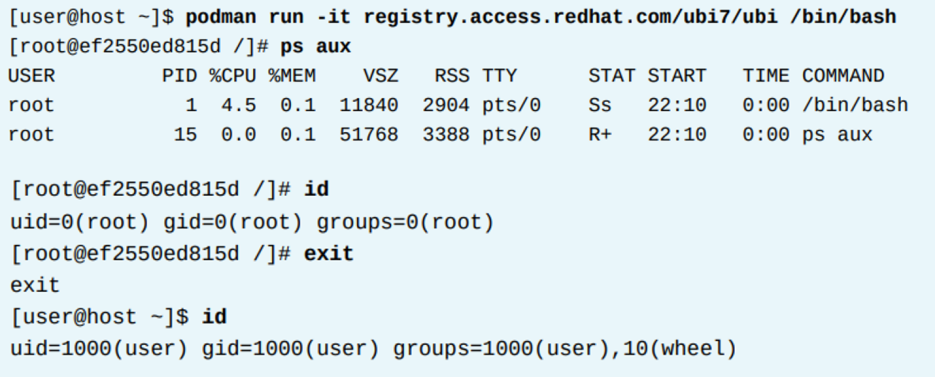 [user@host ~]$ podman run -it registry.access.redhat.com/ubi7/ubi /bin/bash
[root@ef2550ed815d /]# ps aux
USER         PID %CPU %MEM    VSZ   RSS TTY      STAT START   TIME COMMAND
root           1  4.5  0.1  11840  2904 pts/0    Ss   22:10   0:00 /bin/bash
root          15  0.0  0.1  51768  3388 pts/0    R+   22:10   0:00 ps aux
[root@ef2550ed815d /]# id
uid=0(root) gid=0(root) groups=0(root)
[root@ef2550ed815d /]# exit
exit
[user@host ~]$ id
uid=1000(user) gid=1000(user) groups=1000(user),10(wheel)